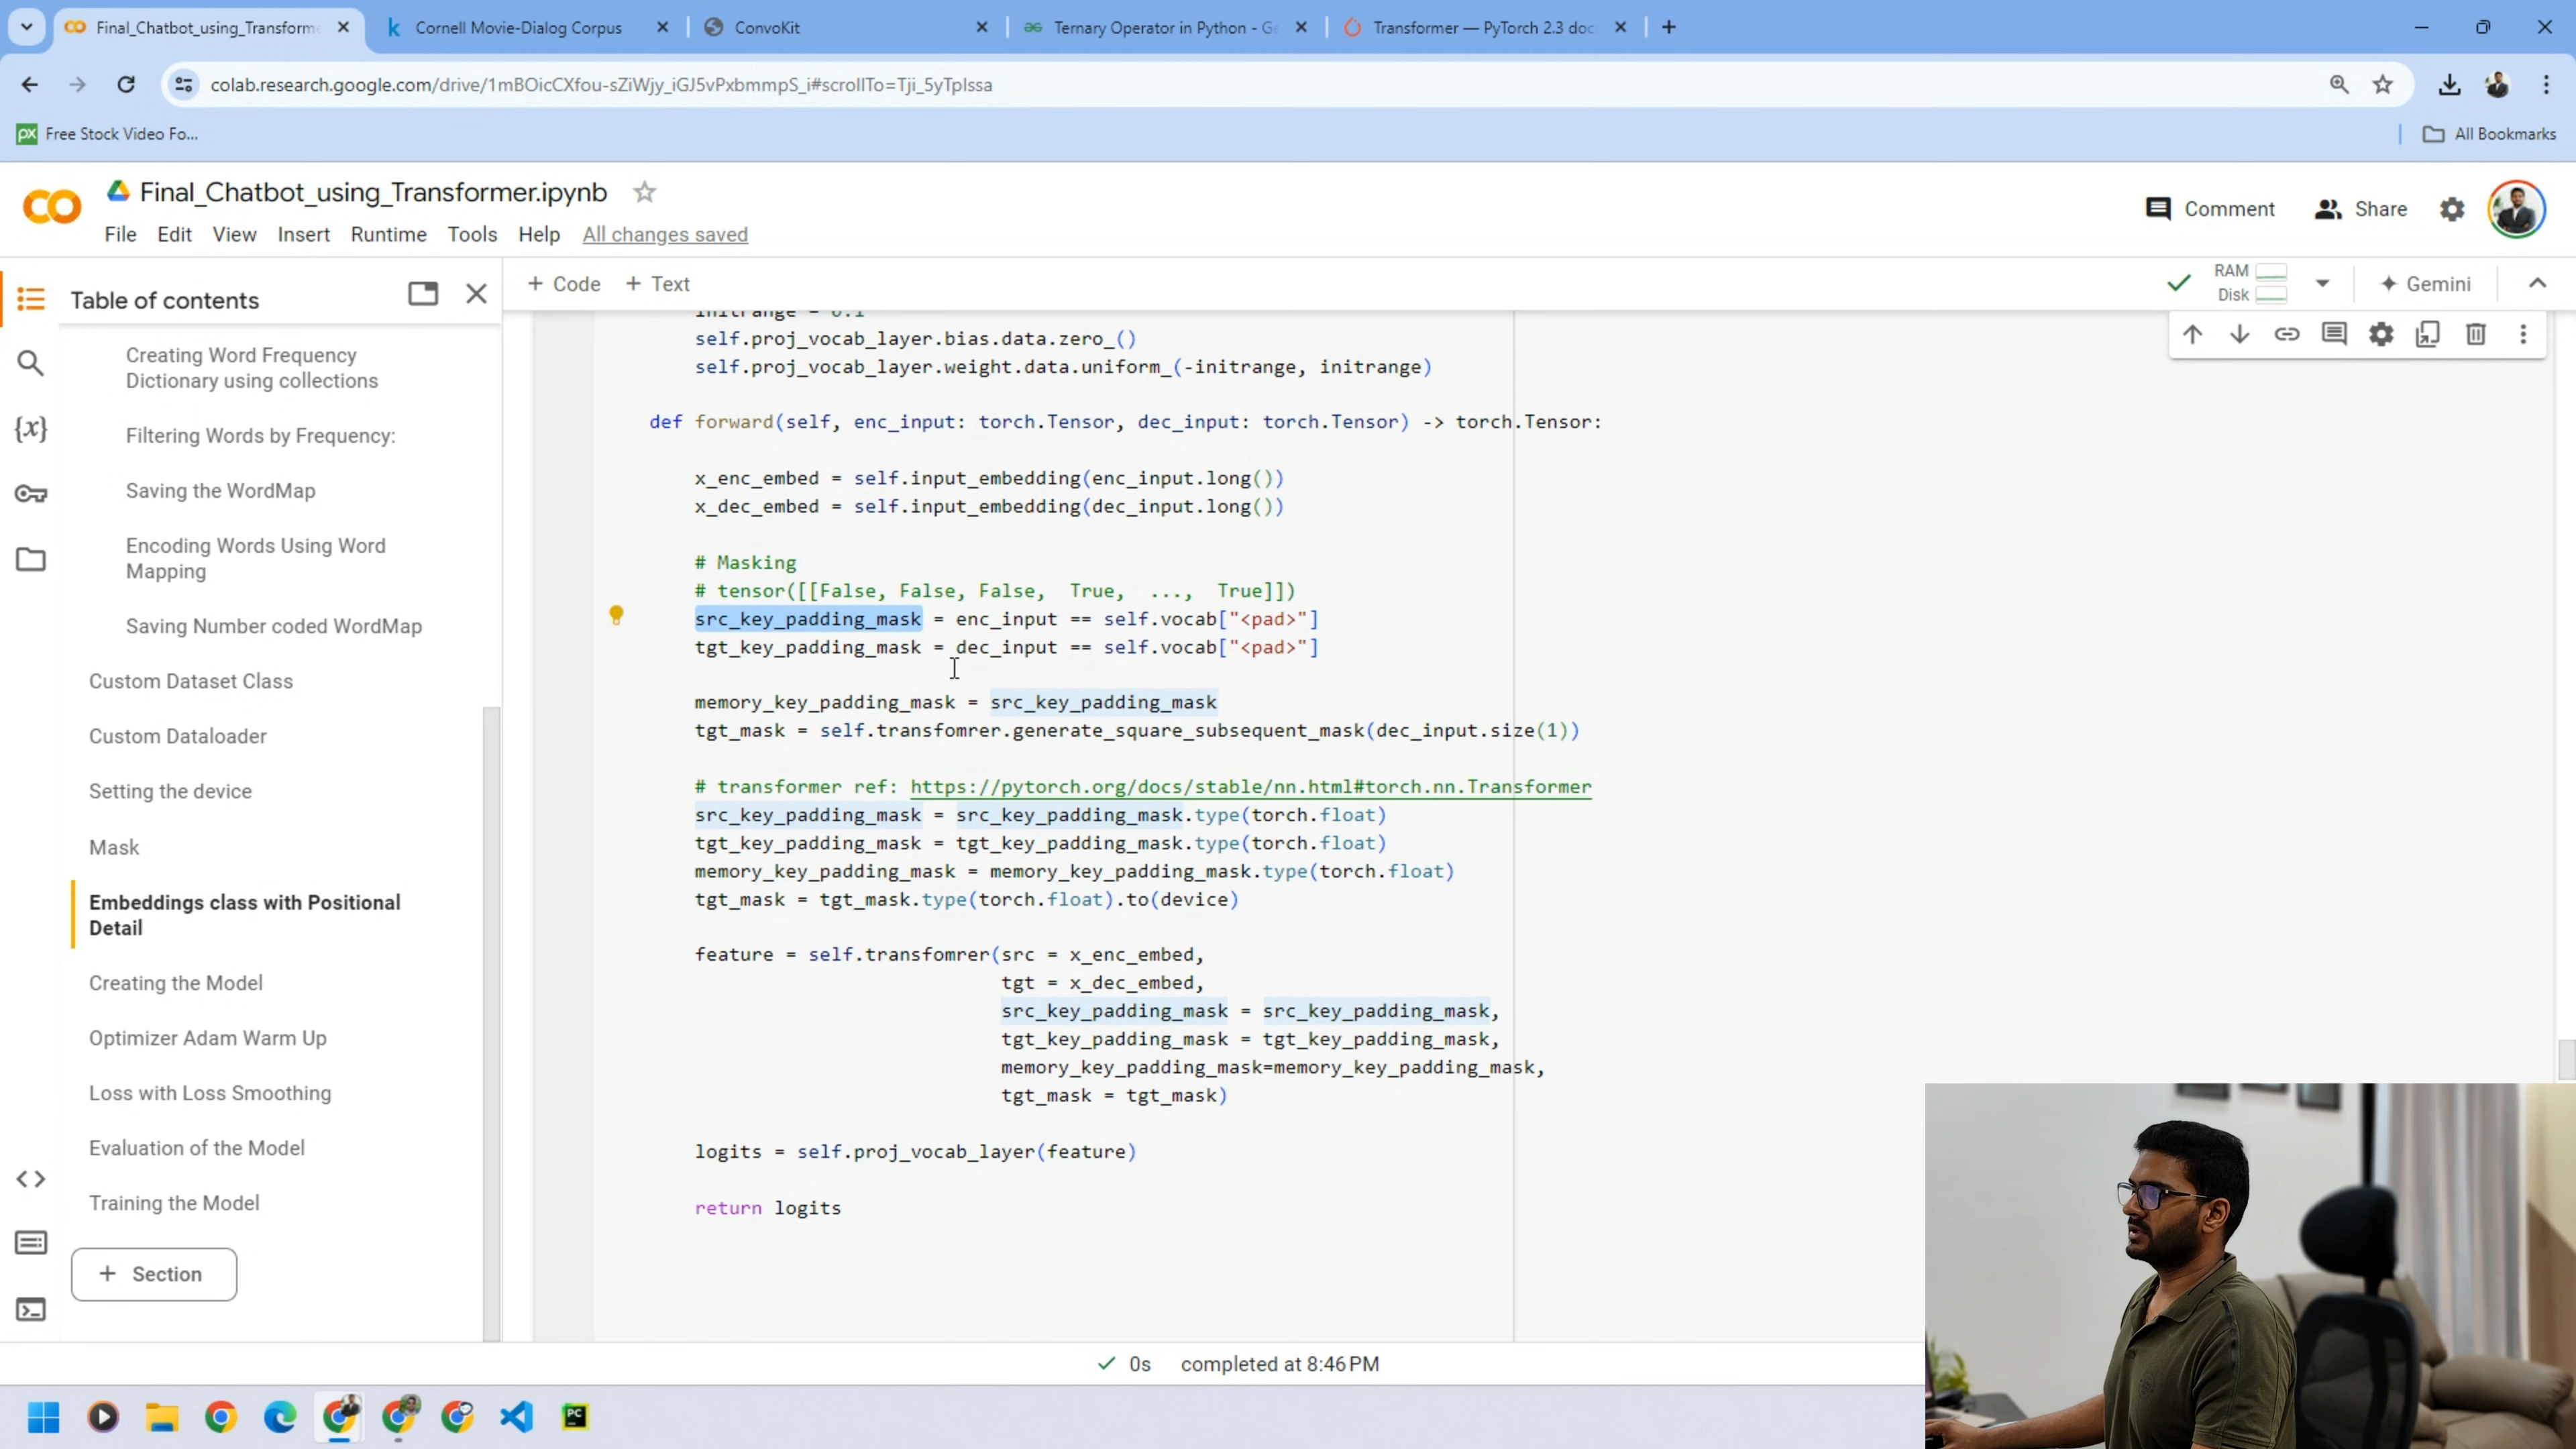 Final_Chatbot_using_Transforme
Cornell Movie-Dialog Corpus
ConvoKit
Ternary Operator in Python - Ge
Transformer — PyTorch 2.3 doc
colab.research.google.com/drive/1mBOicCXfou-sZiWjy_iGJ5vPxbmmpS_i#scrollTo=Tji_5yTpIssa
px Free Stock Video Fo...
All Bookmarks
Final_Chatbot_using_Transformer.ipynb
File Edit View Insert Runtime Tools Help All changes saved
Comment Share
Table of contents
+ Code + Text
RAM
Disk
Gemini
Creating Word Frequency
Dictionary using collections
Filtering Words by Frequency:
Saving the WordMap
Encoding Words Using Word
Mapping
Saving Number coded WordMap
Custom Dataset Class
Custom Dataloader
Setting the device
Mask
Embeddings class with Positional
Detail
Creating the Model
Optimizer Adam Warm Up
Loss with Loss Smoothing
Evaluation of the Model
Training the Model
+ Section
initrange = 0.1
self.proj_vocab_layer.bias.data.zero_()
self.proj_vocab_layer.weight.data.uniform_(-initrange, initrange)
def forward(self, enc_input: torch.Tensor, dec_input: torch.Tensor) -> torch.Tensor:
x_enc_embed = self.input_embedding(enc_input.long())
x_dec_embed = self.input_embedding(dec_input.long())
# Masking
# tensor([[False, False, False,  True,  ...,  True]])
src_key_padding_mask = enc_input == self.vocab["<pad>"]
tgt_key_padding_mask = dec_input == self.vocab["<pad>"]
memory_key_padding_mask = src_key_padding_mask
tgt_mask = self.transfomrer.generate_square_subsequent_mask(dec_input.size(1))
# transformer ref: https://pytorch.org/docs/stable/nn.html#torch.nn.Transformer
src_key_padding_mask = src_key_padding_mask.type(torch.float)
tgt_key_padding_mask = tgt_key_padding_mask.type(torch.float)
memory_key_padding_mask = memory_key_padding_mask.type(torch.float)
tgt_mask = tgt_mask.type(torch.float).to(device)
feature = self.transfomrer(src = x_enc_embed,
tgt = x_dec_embed,
src_key_padding_mask = src_key_padding_mask,
tgt_key_padding_mask = tgt_key_padding_mask,
memory_key_padding_mask=memory_key_padding_mask,
tgt_mask = tgt_mask)
logits = self.proj_vocab_layer(feature)
return logits
0s completed at 8:46 PM
PC